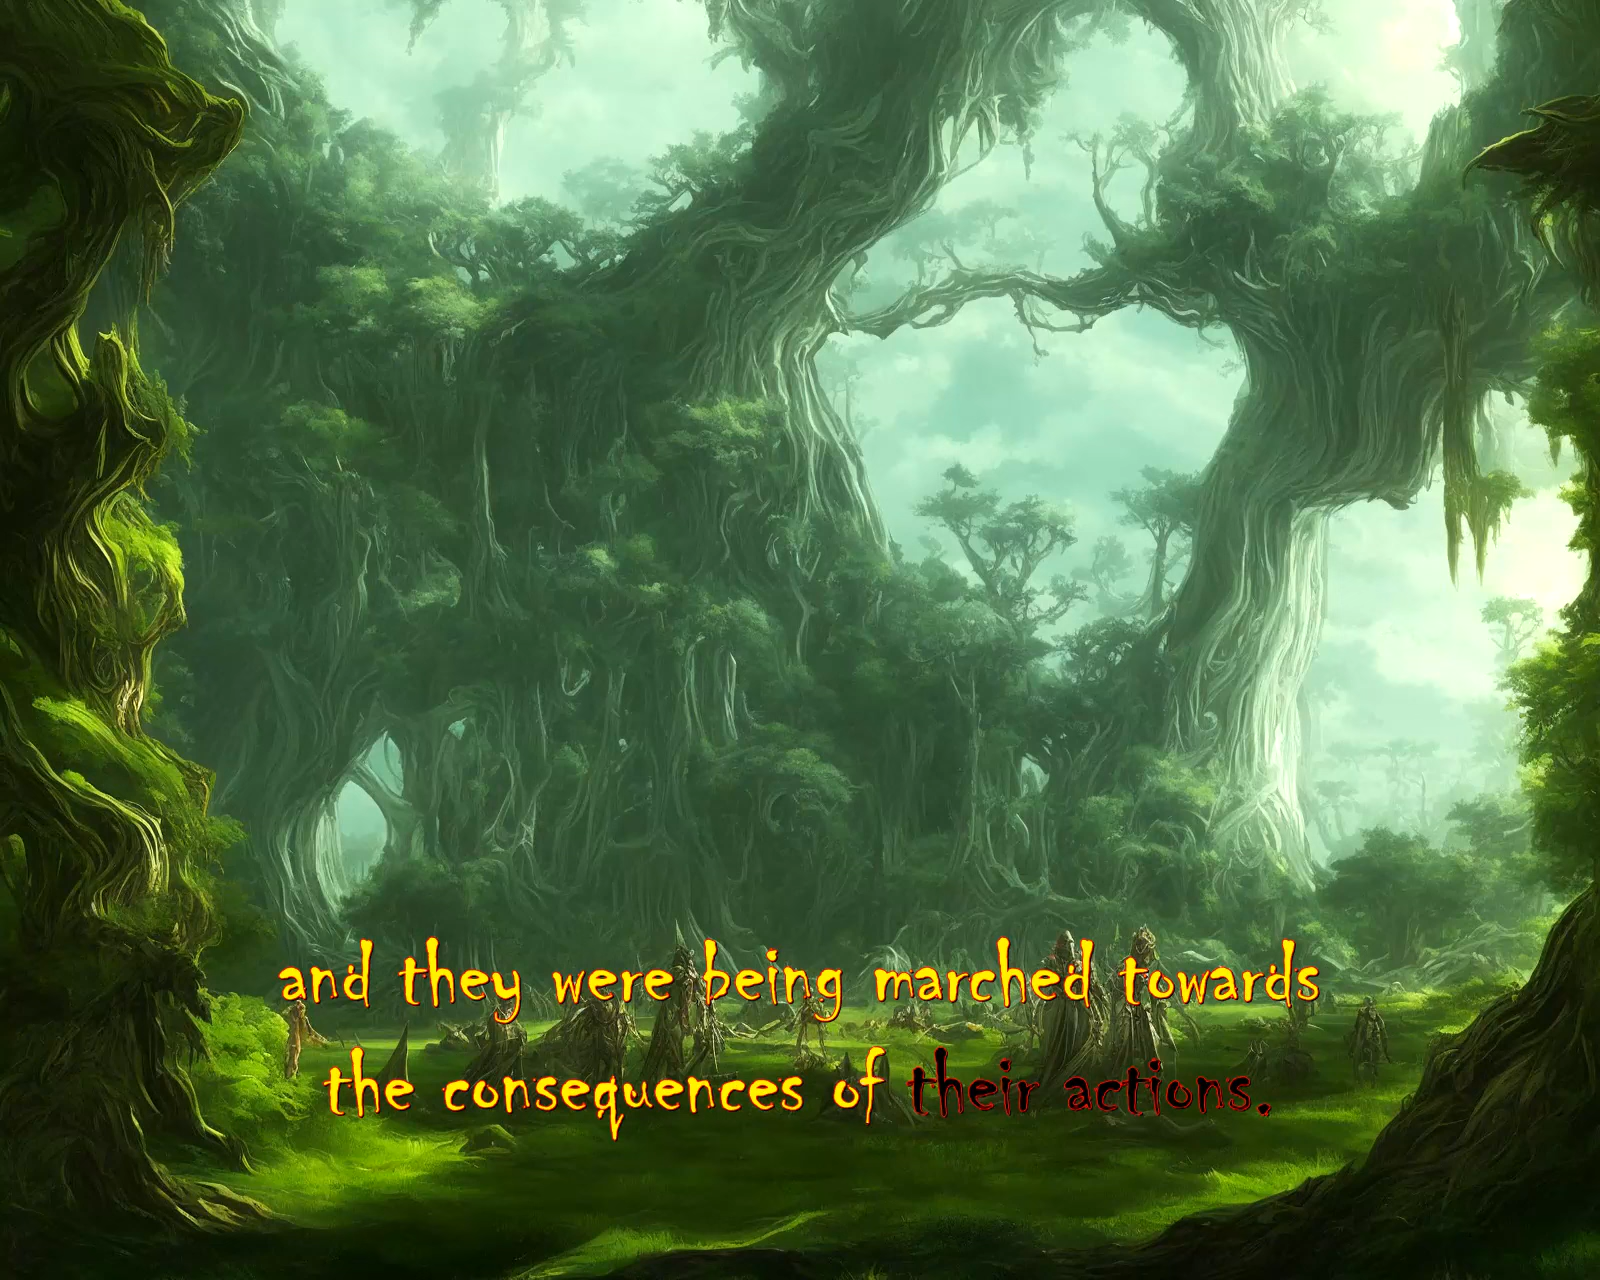 and they were being marched towards
the consequences of their actions.